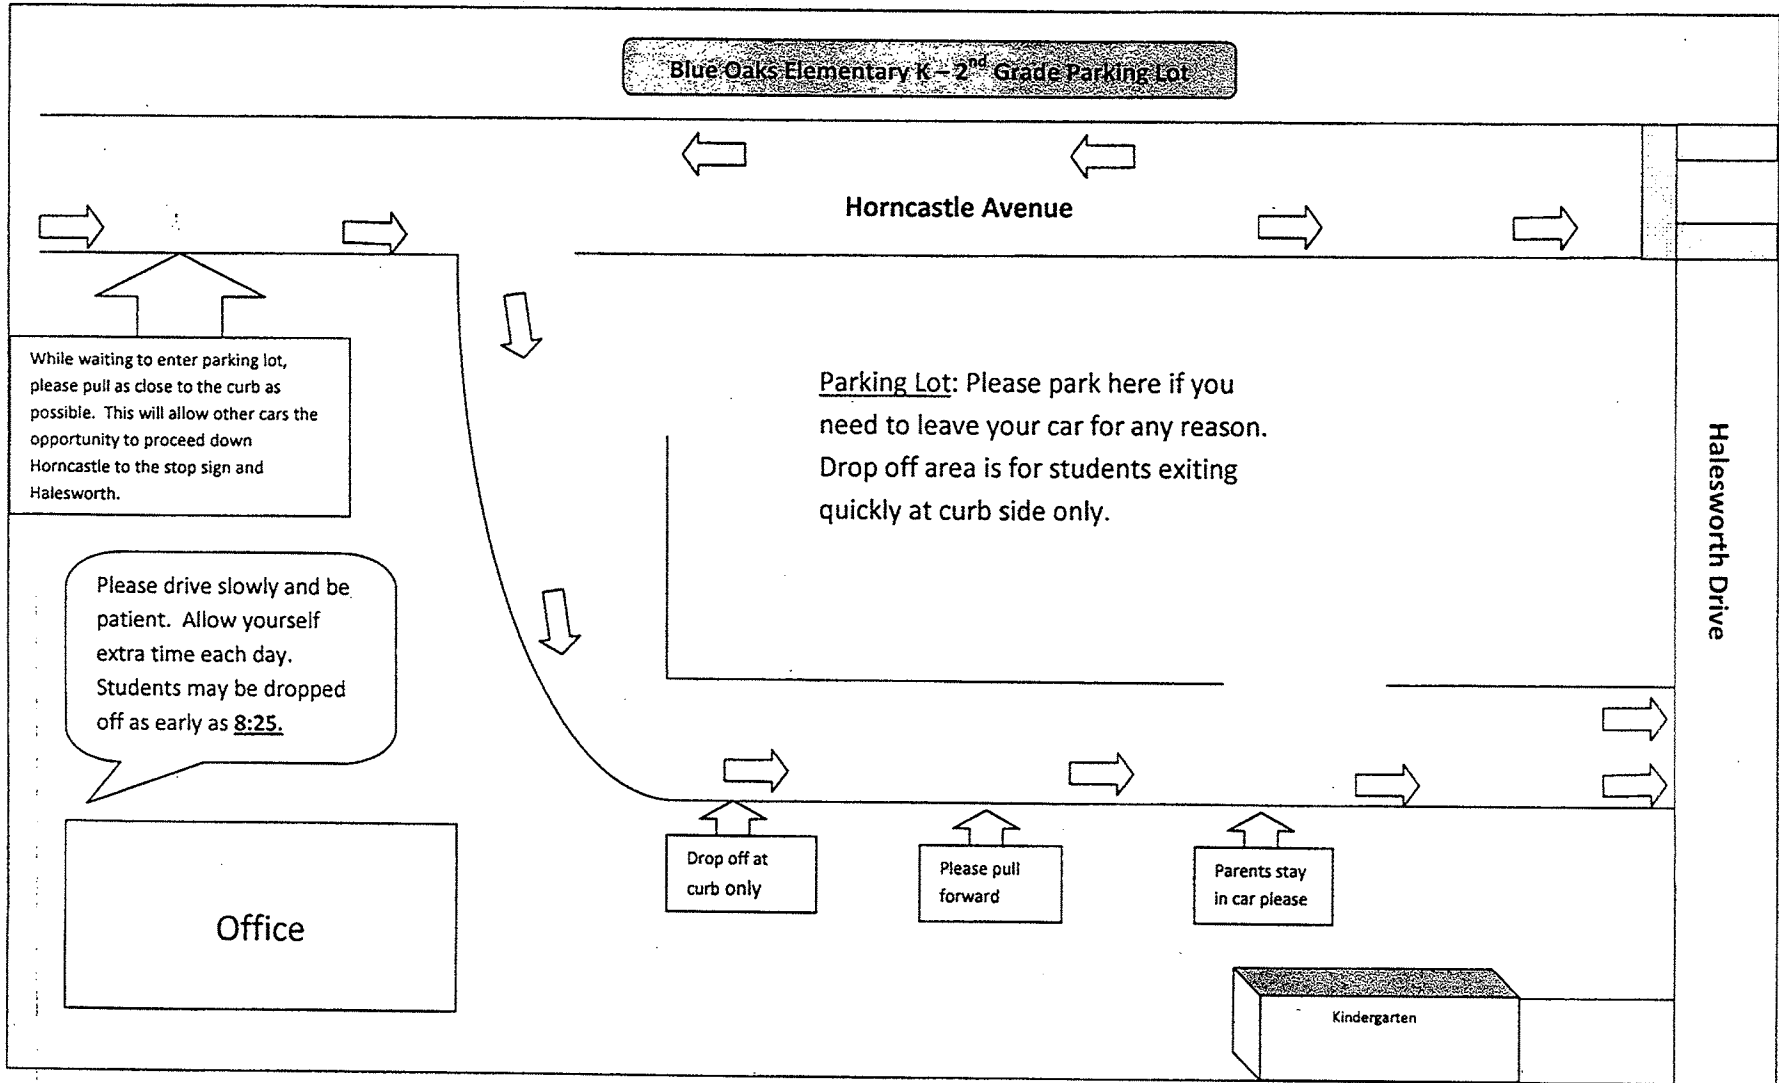 Blue Oaks Elementary K – 2nd Grade Parking Lot
Horncastle Avenue
While waiting to enter parking lot,
please pull as close to the curb as
possible. This will allow other cars the
opportunity to proceed down
Horncastle to the stop sign and
Halesworth.
Parking Lot: Please park here if you
need to leave your car for any reason.
Drop off area is for students exiting
quickly at curb side only.
Halesworth Drive
Please drive slowly and be
patient. Allow yourself
extra time each day.
Students may be dropped
off as early as 8:25.
Drop off at
curb only
Please pull
forward
Parents stay
in car please
Office
Kindergarten